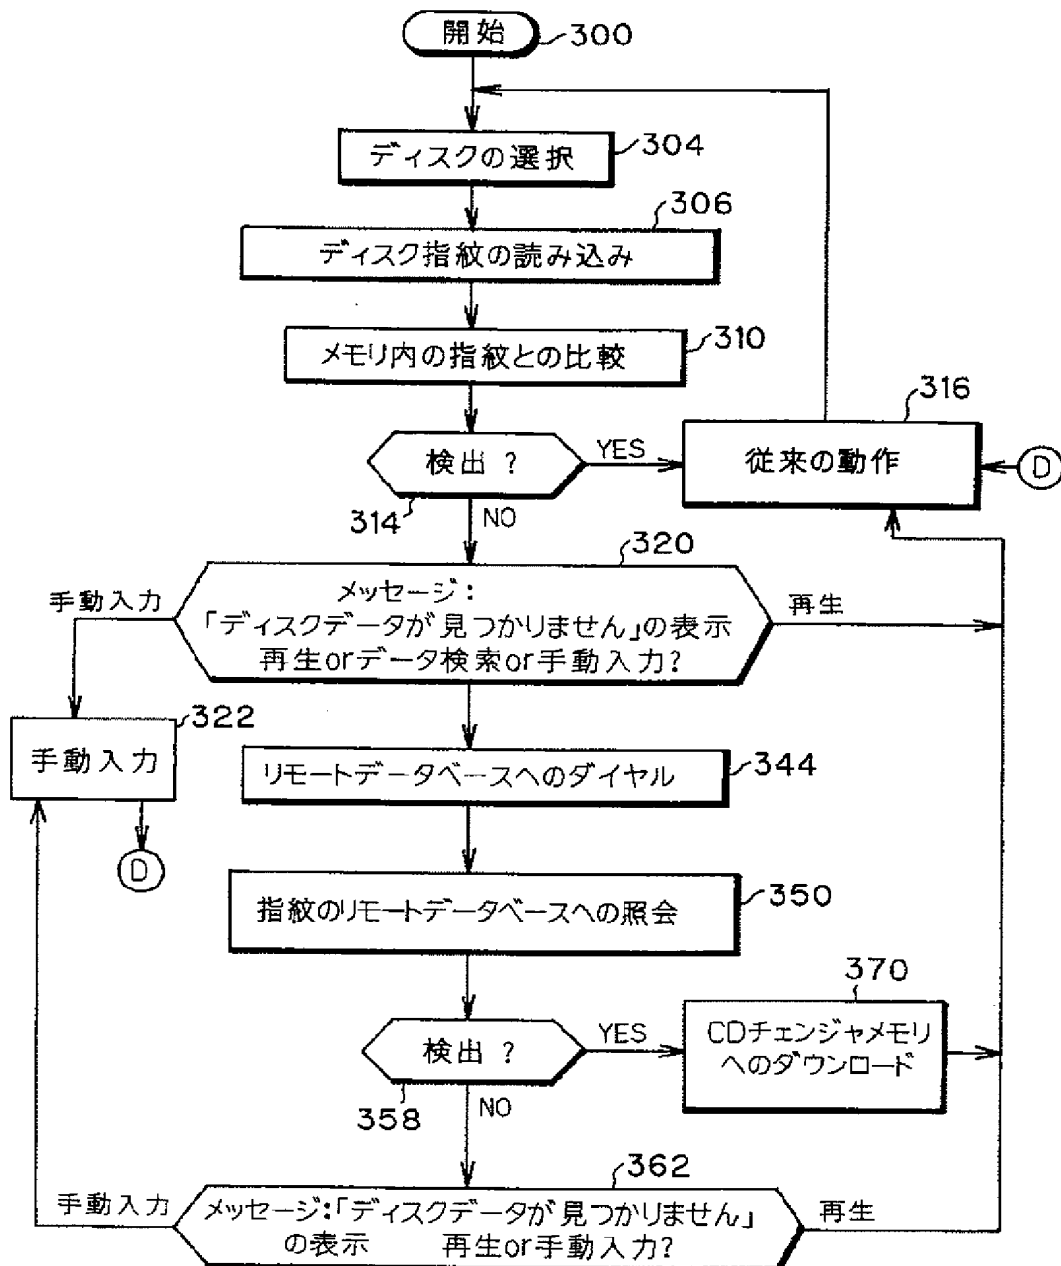 開始
300
ディスクの選択
304
306
ディスク指紋の読み込み
メモリ内の指紋との比較
310
316
検出?
YES
従来の動作
D
314
NO
320
手動入力
メッセージ:
再生
「ディスクデータが見つかりません」の表示
再生orデータ検索or手動入力?
322
手動入力
リモートデータベースへのダイヤル
344
D
指紋のリモートデータベースへの照会
350
370
検出?
YES
CDチェンジャメモリ
へのダウンロード
358
NO
362
手動入力
メッセージ:「ディスクデータが見つかりません」
再生
の表示 再生or手動入力?